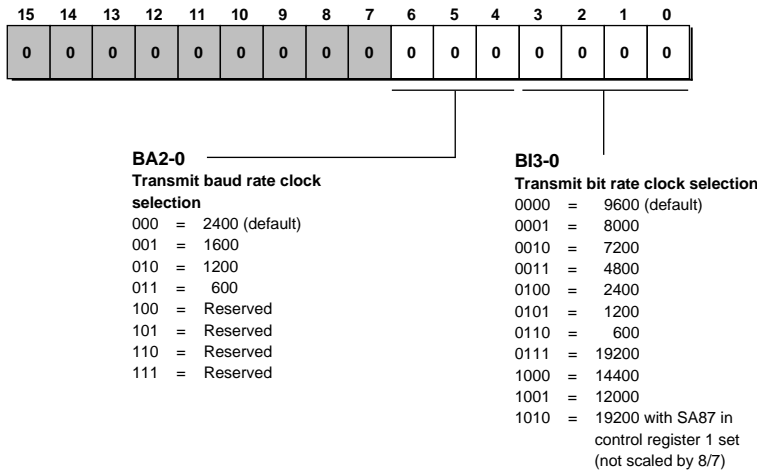 15 14 13 12 11 10 9 8 7 6 5 4 3 2 1 0
0 0 0 0 0 0 0 0 0 0 0 0 0 0 0 0
BA2-0
Transmit baud rate clock
selection
000 = 2400 (default)
001 = 1600
010 = 1200
011 = 600
100 = Reserved
101 = Reserved
110 = Reserved
111 = Reserved
BI3-0
Transmit bit rate clock selection
0000 = 9600 (default)
0001 = 8000
0010 = 7200
0011 = 4800
0100 = 2400
0101 = 1200
0110 = 600
0111 = 19200
1000 = 14400
1001 = 12000
1010 = 19200 with SA87 in
control register 1 set
(not scaled by 8/7)